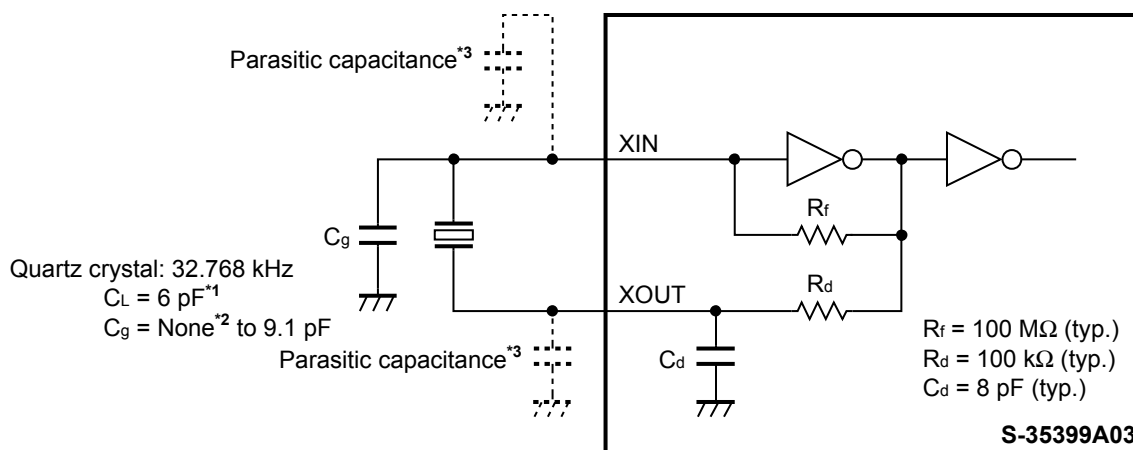 Parasitic capacitance*3
XIN
Rf
Cg
Quartz crystal: 32.768 kHz
CL = 6 pF*1
Cg = None*2 to 9.1 pF
XOUT
Rd
Parasitic capacitance*3
Cd
Rf = 100 MΩ (typ.)
Rd = 100 kΩ (typ.)
Cd = 8 pF (typ.)
S-35399A03